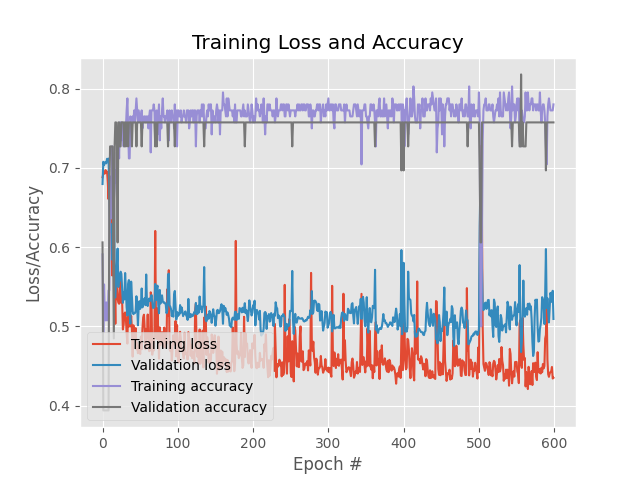 Training Loss and Accuracy
Loss/Accuracy
0.8
0.7
0.6
0.5
0.4
Training loss
Validation loss
Training accuracy
Validation accuracy
0 100 200 300 400 500 600
Epoch #